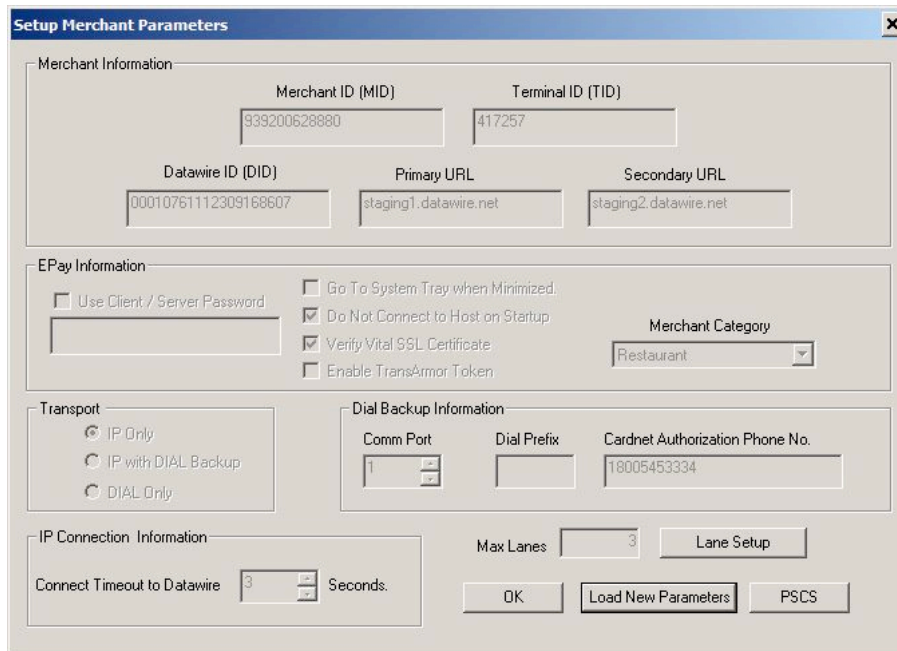 Setup Merchant Parameters
Merchant Information
Merchant ID (MID) Terminal ID (TID)
939200628880 417257
Datawire ID (DID) Primary URL Secondary URL
00010761112309168607 staging1.datawire.net staging2.datawire.net
EPay Information
Use Client / Server Password
Go To System Tray when Minimized.
Do Not Connect to Host on Startup
Verify Vital SSL Certificate
Enable TransArmor Token
Merchant Category
Restaurant
Transport
IP Only
IP with DIAL Backup
DIAL Only
Dial Backup Information
Comm Port Dial Prefix Cardnet Authorization Phone No.
1 18005453334
IP Connection Information
Connect Timeout to Datawire 3 Seconds.
Max Lanes 3 Lane Setup
OK Load New Parameters PSCS